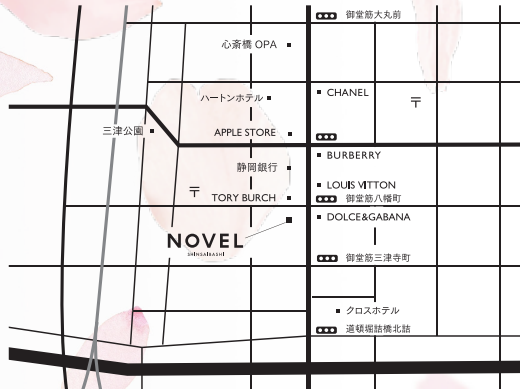 御堂筋大丸前
心斎橋 OPA
CHANEL
ハートンホテル
〒
三津公園
APPLE STORE
BURBERRY
静岡銀行
LOUIS VITTON
〒
TORY BURCH
御堂筋八幡町
DOLCE&GABANA
NOVEL
SHINSAIBASHI
御堂筋三津寺町
クロスホテル
道頓堀詰橋北詰